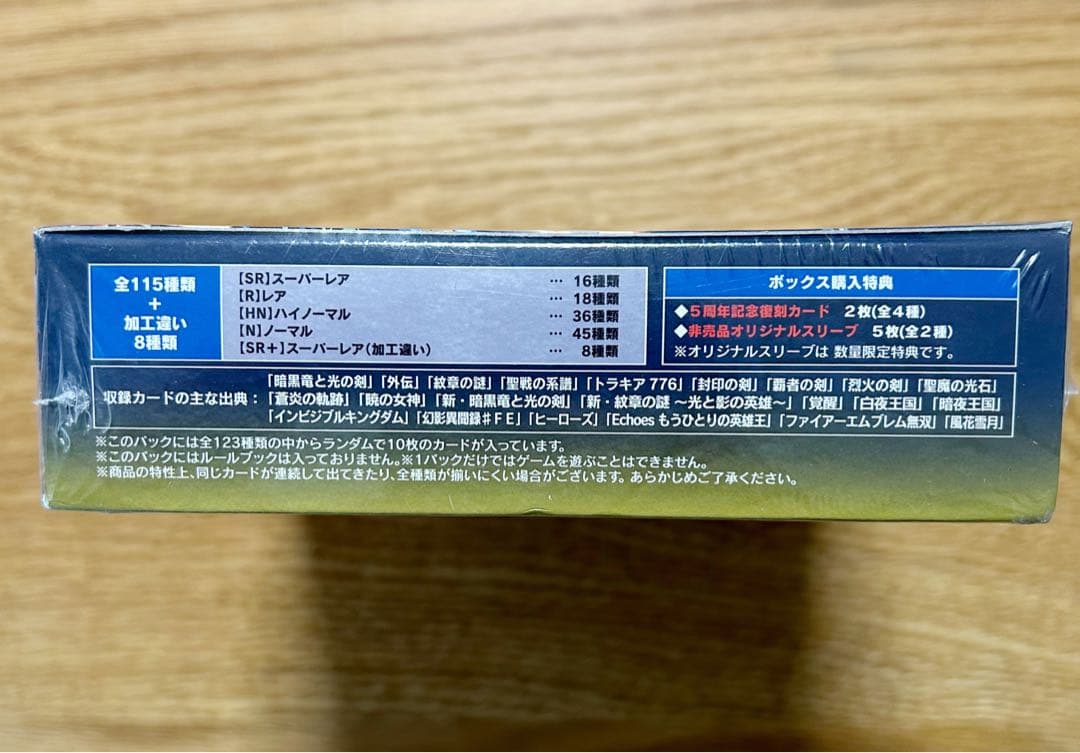 全115種類
+
加工違い
8種類
【SR】スーパーレア … 16種類
【R】レア … 18種類
【HN】ハイノーマル … 36種類
【N】ノーマル … 45種類
【SR+】スーパーレア(加工違い) … 8種類
ボックス購入特典
◆5周年記念復刻カード 2枚(全4種)
◆非売品オリジナルスリーブ 5枚(全2種)
※オリジナルスリーブは 数量限定特典です。
収録カードの主な出典:
「暗黒竜と光の剣」「外伝」「紋章の謎」「聖戦の系譜」「トラキア 776」「封印の剣」「覇者の剣」「烈火の剣」「聖魔の光石」
「蒼炎の軌跡」「暁の女神」「新・暗黒竜と光の剣」「新・紋章の謎 ～光と影の英雄～」「覚醒」「白夜王国」「暗夜王国」
「インビジブルキングダム」「幻影異聞録♯FE」「ヒーローズ」「Echoes もうひとりの英雄王」「ファイアーエムブレム無双」「風花雪月」
※このパックには全123種類の中からランダムで10枚のカードが入っています。
※このパックにはルールブックは入っておりません。※1パックだけではゲームを遊ぶことはできません。
※商品の特性上、同じカードが連続して出てきたり、全種類が揃いにくい場合がございます。あらかじめご了承ください。